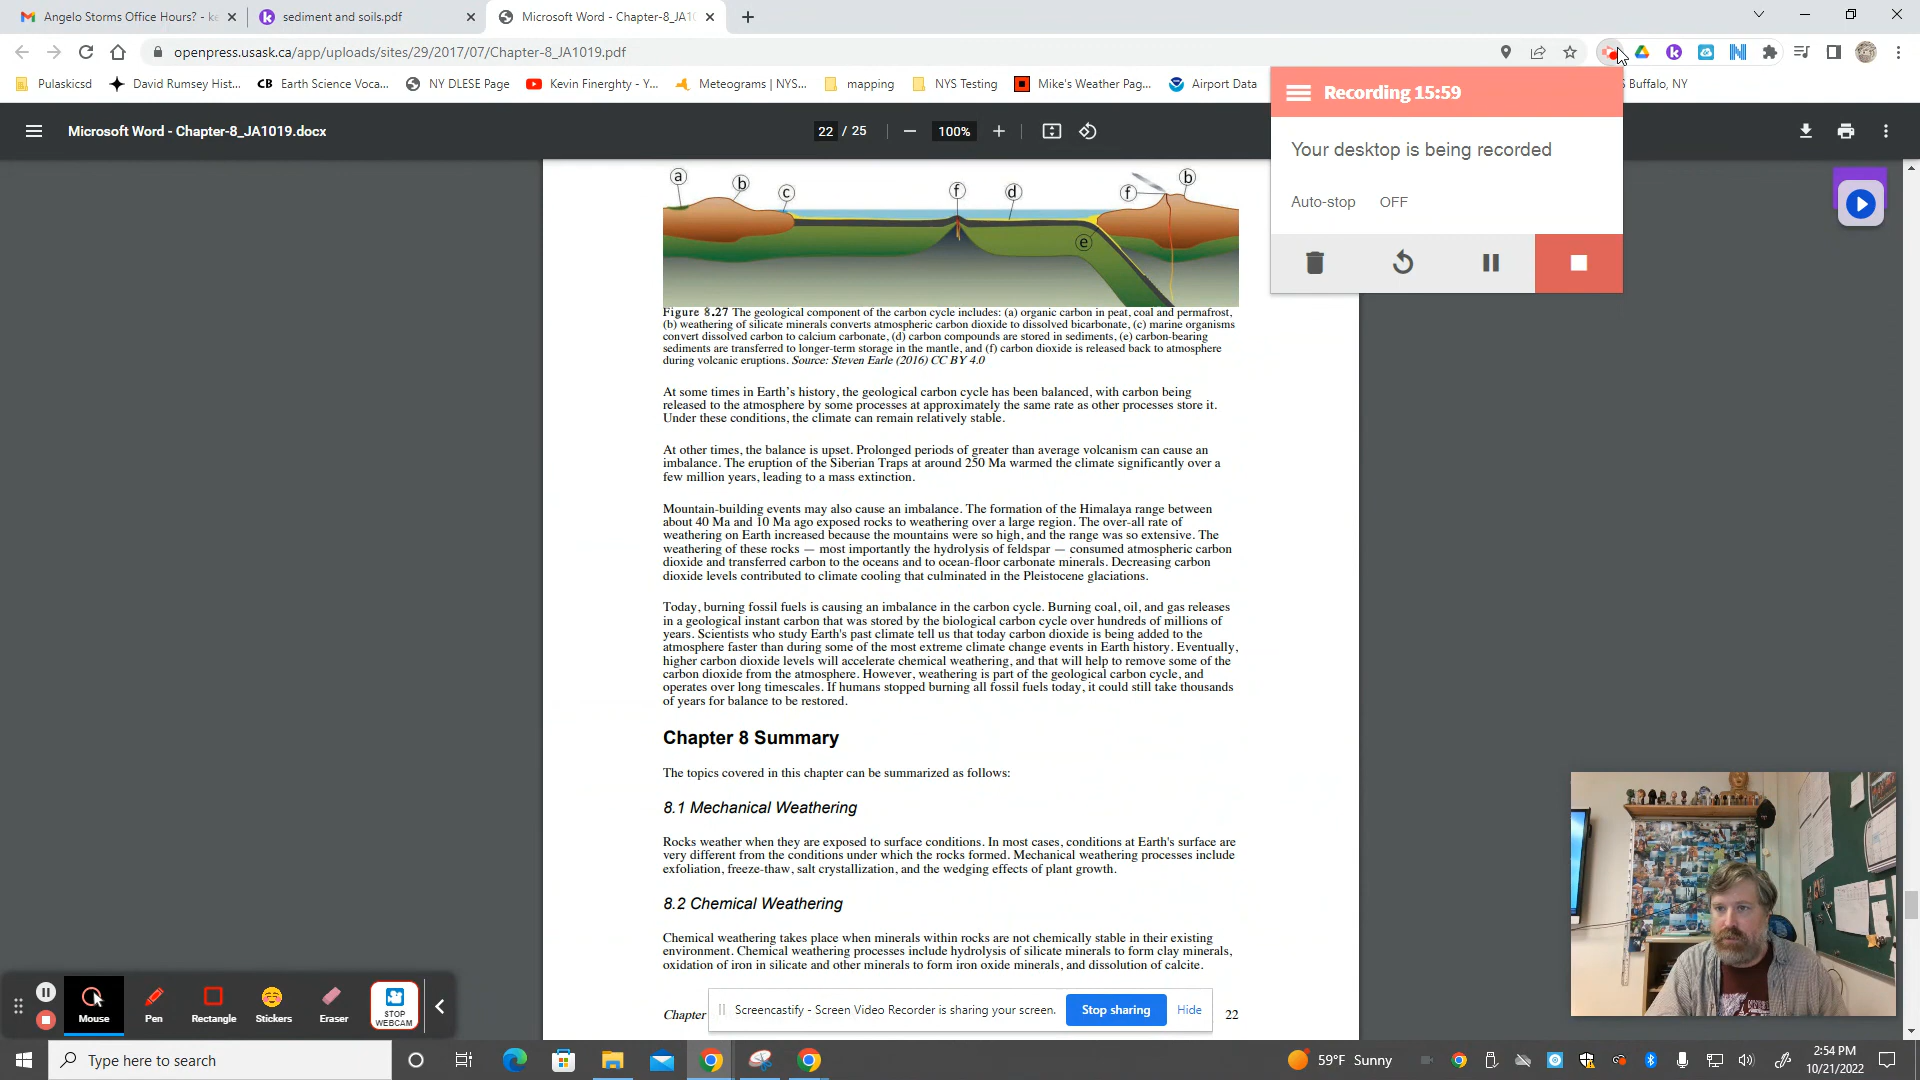 Angelo Storms Office Hours? - ke
sediment and soils.pdf
Microsoft Word - Chapter-8_JA10
openpress.usask.ca/app/uploads/sites/29/2017/07/Chapter-8_JA1019.pdf
Pulaskicsd
David Rumsey Hist...
CB Earth Science Voca...
NY DLESE Page
Kevin Finerghty - Y...
Meteograms | NYS...
mapping
NYS Testing
Mike's Weather Pag...
Airport Data
Buffalo, NY
Recording 15:59
Your desktop is being recorded
Auto-stop OFF
Microsoft Word - Chapter-8_JA1019.docx
22 / 25
100%
a
b
c
f
d
f
b
e
Figure 8.27 The geological component of the carbon cycle includes: (a) organic carbon in peat, coal and permafrost,
(b) weathering of silicate minerals converts atmospheric carbon dioxide to dissolved bicarbonate, (c) marine organisms
convert dissolved carbon to calcium carbonate, (d) carbon compounds are stored in sediments, (e) carbon-bearing
sediments are transferred to longer-term storage in the mantle, and (f) carbon dioxide is released back to atmosphere
during volcanic eruptions. Source: Steven Earle (2016) CC BY 4.0
At some times in Earth's history, the geological carbon cycle has been balanced, with carbon being
released to the atmosphere by some processes at approximately the same rate as other processes store it.
Under these conditions, the climate can remain relatively stable.
At other times, the balance is upset. Prolonged periods of greater than average volcanism can cause an
imbalance. The eruption of the Siberian Traps at around 250 Ma warmed the climate significantly over a
few million years, leading to a mass extinction.
Mountain-building events may also cause an imbalance. The formation of the Himalaya range between
about 40 Ma and 10 Ma ago exposed rocks to weathering over a large region. The over-all rate of
weathering on Earth increased because the mountains were so high, and the range was so extensive. The
weathering of these rocks — most importantly the hydrolysis of feldspar — consumed atmospheric carbon
dioxide and transferred carbon to the oceans and to ocean-floor carbonate minerals. Decreasing carbon
dioxide levels contributed to climate cooling that culminated in the Pleistocene glaciations.
Today, burning fossil fuels is causing an imbalance in the carbon cycle. Burning coal, oil, and gas releases
in a geological instant carbon that was stored by the biological carbon cycle over hundreds of millions of
years. Scientists who study Earth's past climate tell us that today carbon dioxide is being added to the
atmosphere faster than during some of the most extreme climate change events in Earth history. Eventually,
higher carbon dioxide levels will accelerate chemical weathering, and that will help to remove some of the
carbon dioxide from the atmosphere. However, weathering is part of the geological carbon cycle, and
operates over long timescales. If humans stopped burning all fossil fuels today, it could still take thousands
of years for balance to be restored.
Chapter 8 Summary
The topics covered in this chapter can be summarized as follows:
8.1 Mechanical Weathering
Rocks weather when they are exposed to surface conditions. In most cases, conditions at Earth's surface are
very different from the conditions under which the rocks formed. Mechanical weathering processes include
exfoliation, freeze-thaw, salt crystallization, and the wedging effects of plant growth.
8.2 Chemical Weathering
Chemical weathering takes place when minerals within rocks are not chemically stable in their existing
environment. Chemical weathering processes include hydrolysis of silicate minerals to form clay minerals,
oxidation of iron in silicate and other minerals to form iron oxide minerals, and dissolution of calcite.
Chapter
22
Screencastify - Screen Video Recorder is sharing your screen.
Stop sharing
Hide
Mouse
Pen
Rectangle
Stickers
Eraser
STOP
WEBCAM
Type here to search
59°F Sunny
2:54 PM
10/21/2022